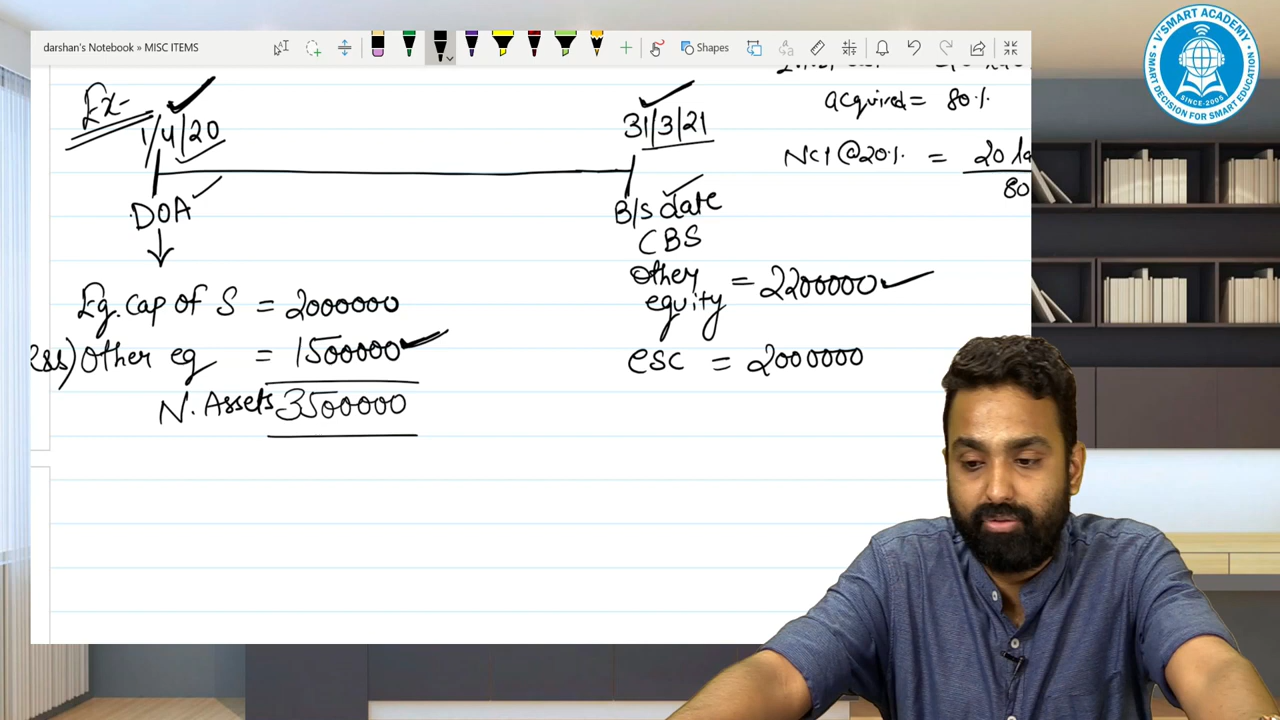 darshan's Notebook » MISC ITEMS
Shapes
V'SMART ACADEMY
SINCE-2005
SMART DECISION FOR SMART EDUCATION
Ex-
1/4/20
31/3/21
acquired = 80%
NCI @20% = 20
80
DOA
B/s date
CBS
Other equity = 2200000
Eq. cap of S = 2000000
Other eq = 1500000
esc = 2000000
N. Assets 3500000